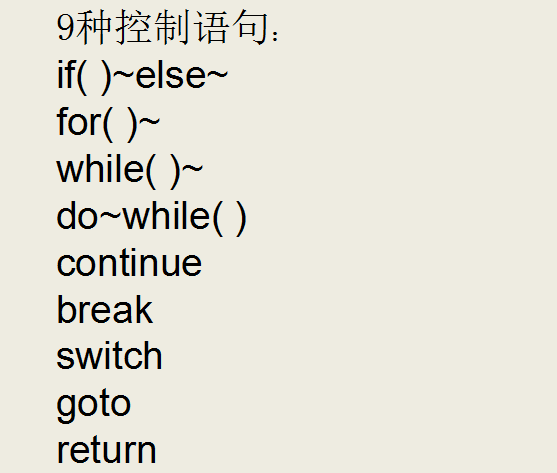 9种控制语句：
if( )~else~
for( )~
while( )~
do~while( )
continue
break
switch
goto
return